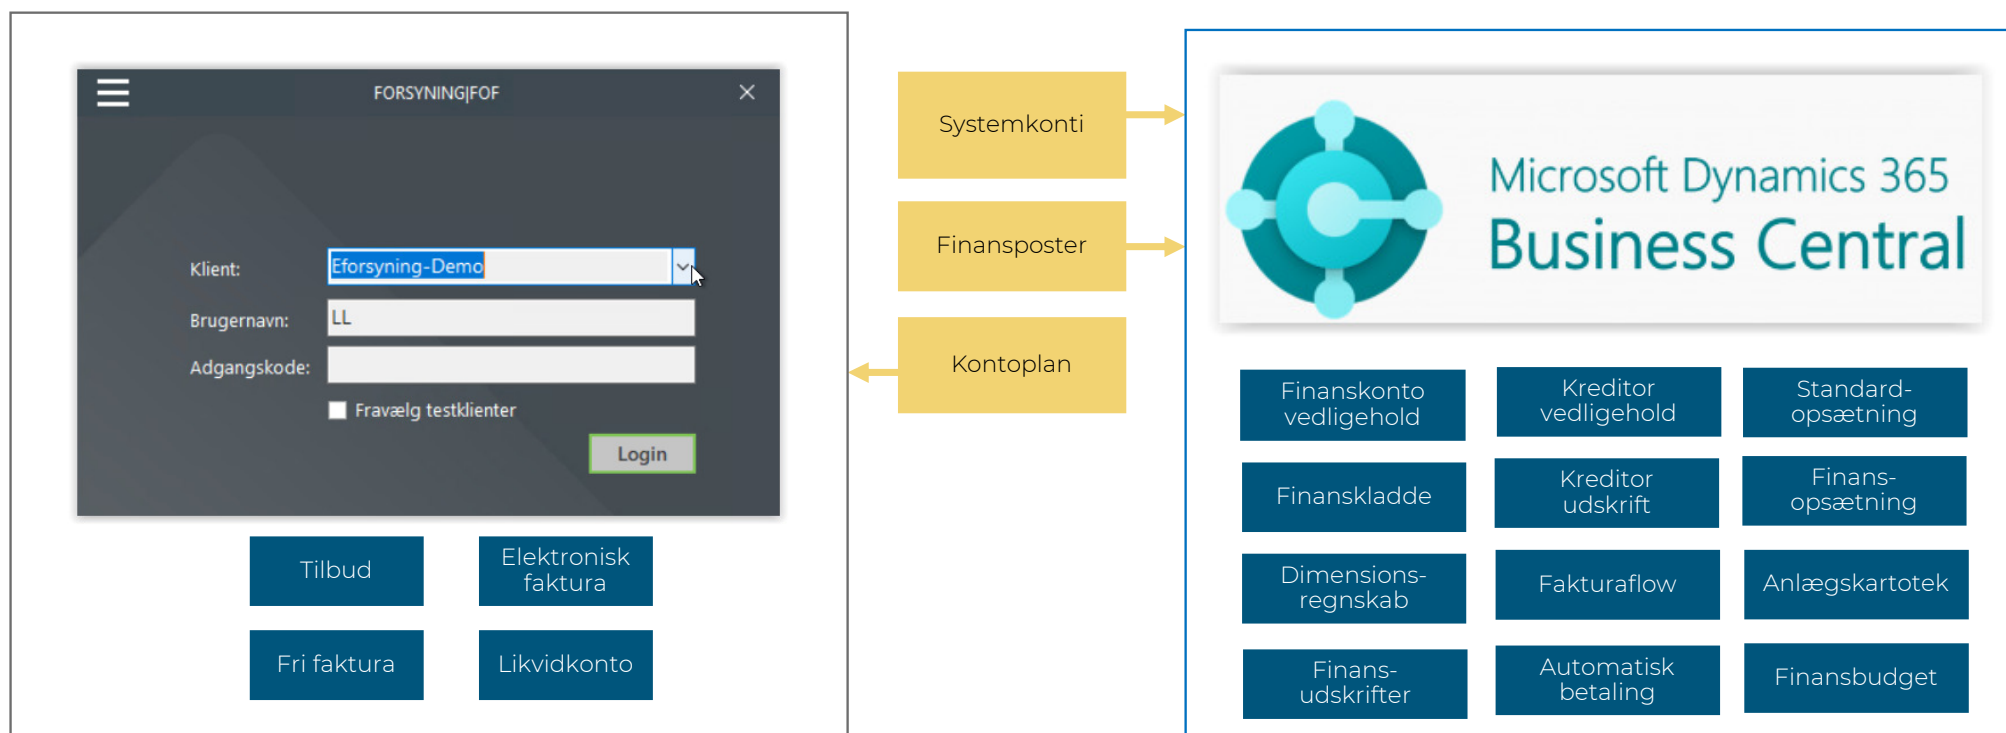 FORSYNING|FOF
Klient:
Eforsyning-Demo
Brugernavn:
LL
Adgangskode:
Fravælg testklienter
Login
Tilbud
Elektronisk
faktura
Fri faktura
Likvidkonto
Systemkonti
Finansposter
Kontoplan
Microsoft Dynamics 365
Business Central
Finanskonto
vedligehold
Kreditor
vedligehold
Standard-
opsætning
Finanskladde
Kreditor
udskrift
Finans-
opsætning
Dimensions-
regnskab
Fakturaflow
Anlægskartotek
Finans-
udskrifter
Automatisk
betaling
Finansbudget